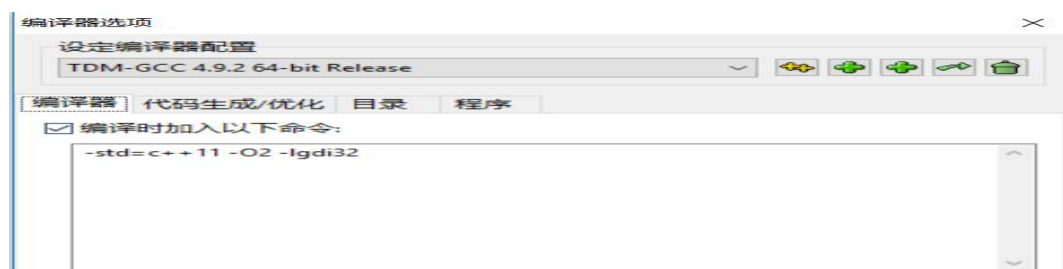 编译器选项
设定编译器配置
TDM-GCC 4.9.2 64-bit Release
编译器 代码生成/优化 目录 程序
编译时加入以下命令:
-std=c++11 -O2 -lgdi32